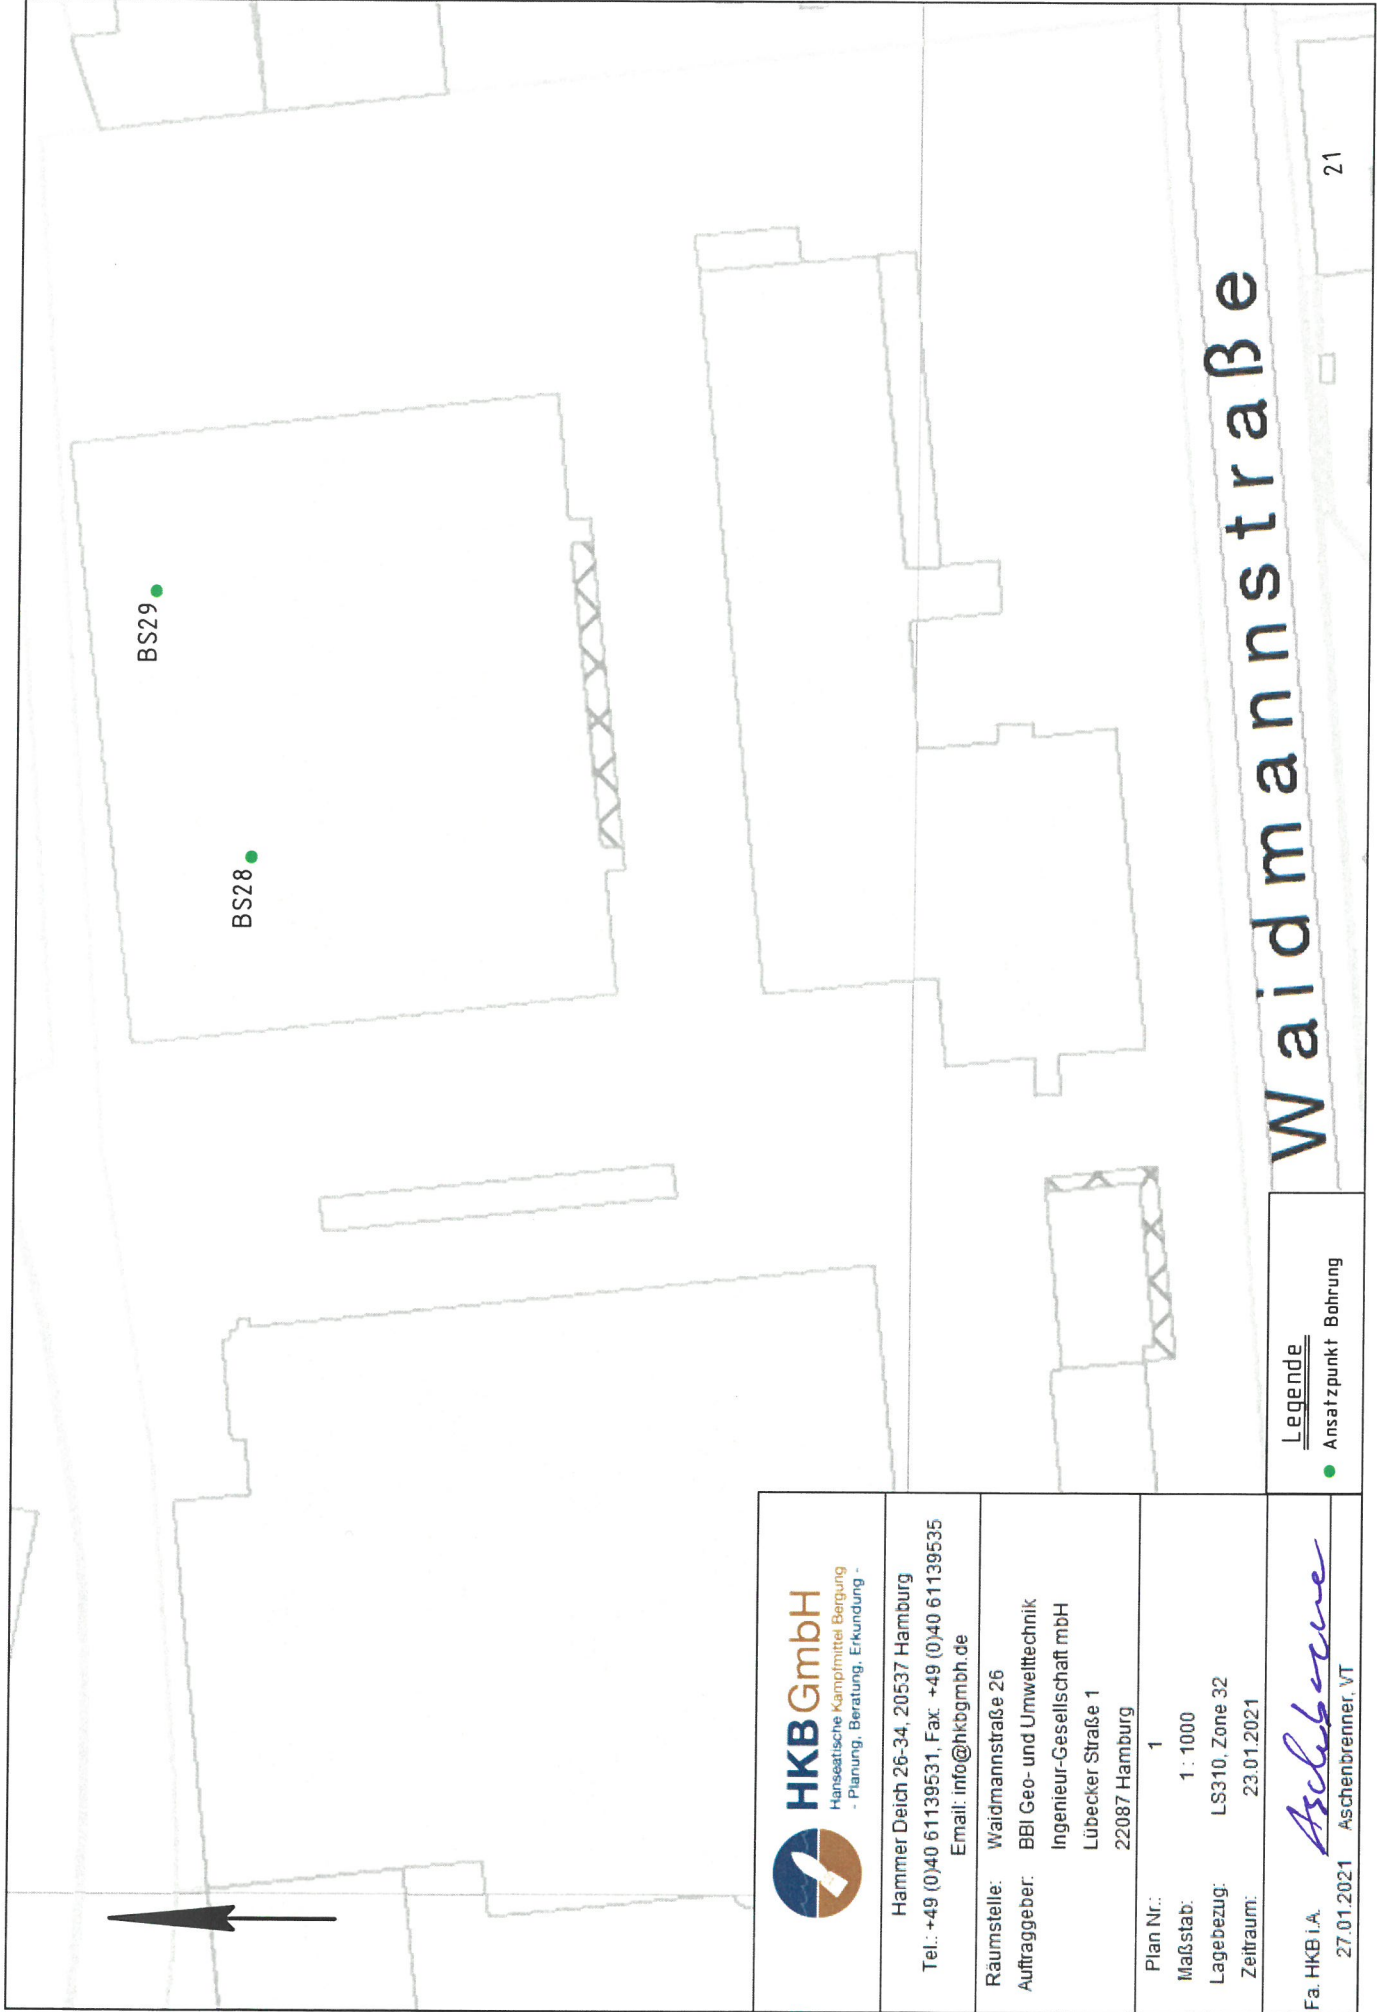 BS29
BS28
Waidmannstraße
21
HKBGmbH
Hanseatische Kampfmittel Bergung
- Planung, Beratung, Erkundung -
Hammer Deich 26-34, 20537 Hamburg
Tel.: +49 (0)40 61139531, Fax: +49 (0)40 61139535
Email: info@hkbgmbh.de
Räumstelle: Waidmannstraße 26
Auftraggeber: BBI Geo- und Umwelttechnik
Ingenieur-Gesellschaft mbH
Lübecker Straße 1
22087 Hamburg
Plan Nr.: 1
Maßstab: 1 : 1000
Lagebezug: LS310, Zone 32
Zeitraum: 23.01.2021
Fa. HKB i.A. Aschenbrenner
27.01.2021 Aschenbrenner, VT
Legende
Ansatzpunkt Bohrung